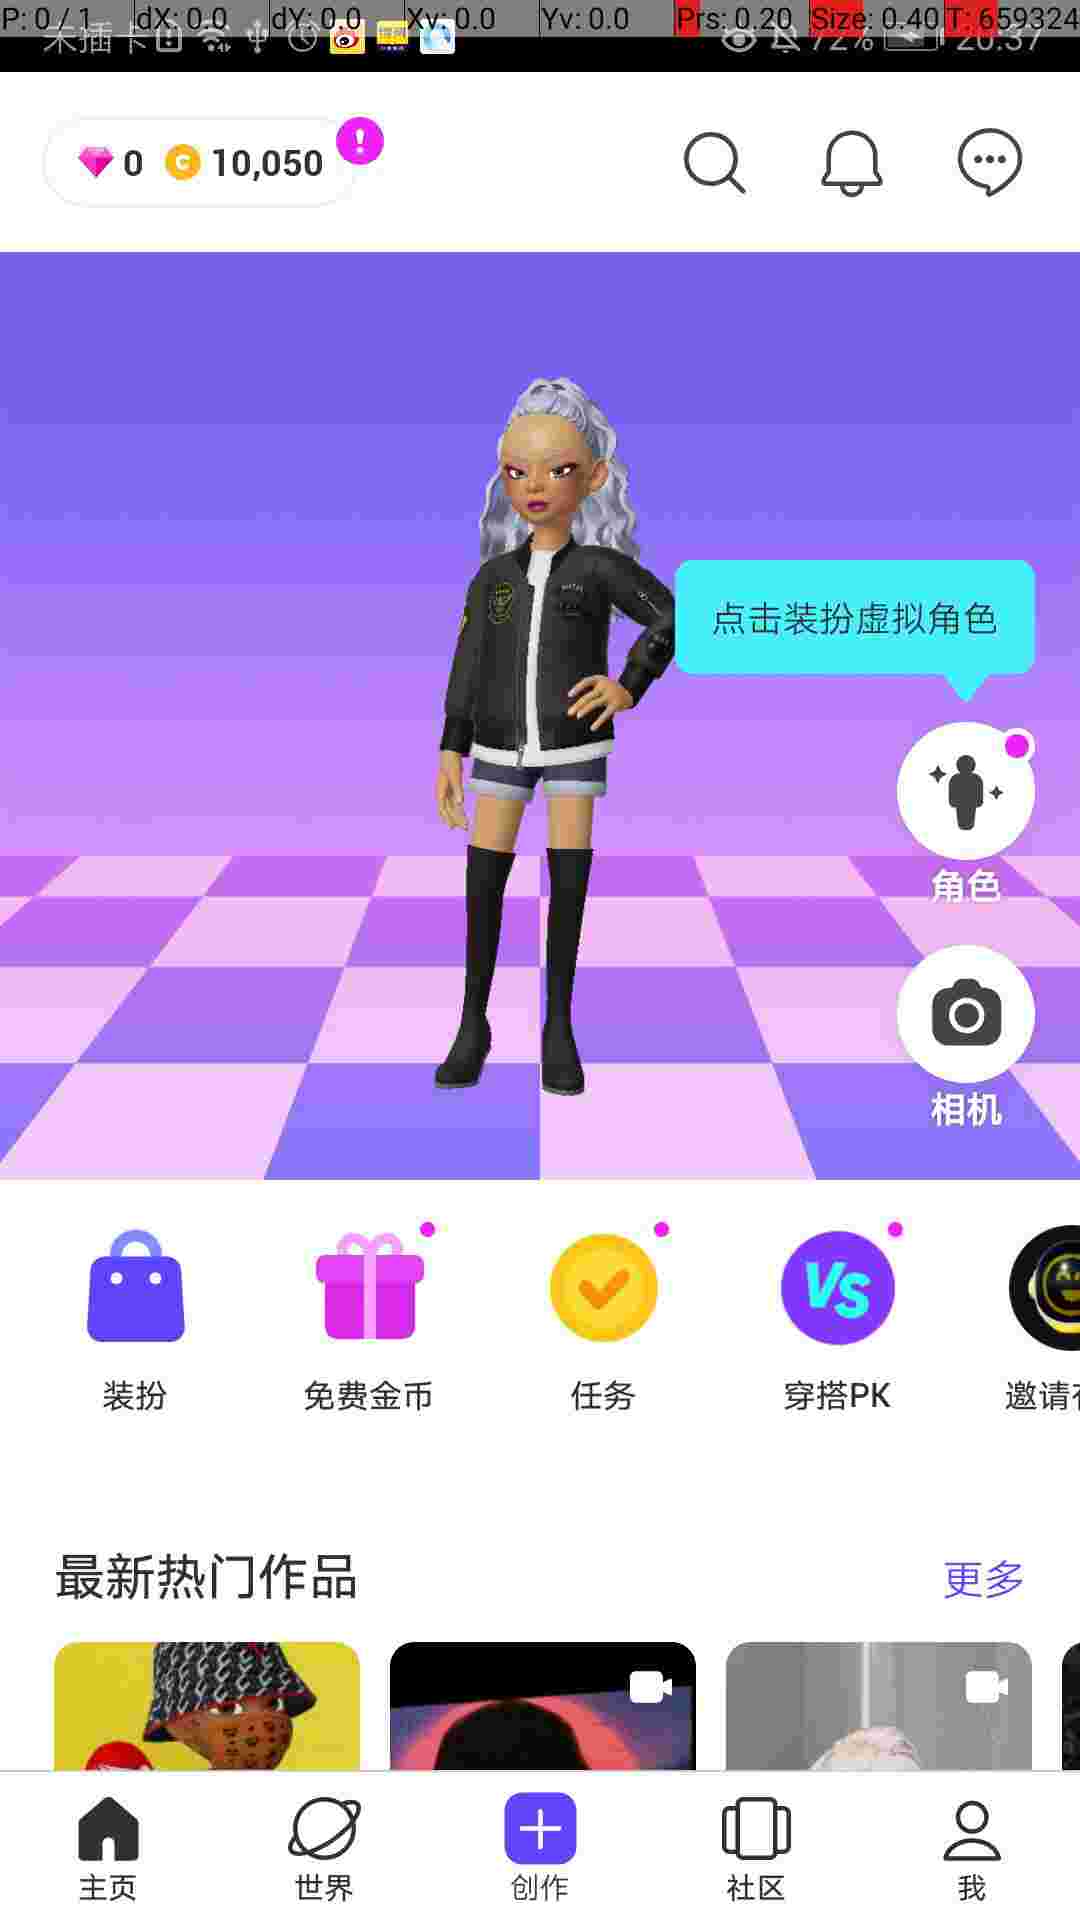 P: 0 / 1 dX: 0.0 dY: 0.0 Xv: 0.0 Yv: 0.0 Prs: 0.20 Size: 0.40 T: 659324
未插卡 72% 20:37
0 10,050
点击装扮虚拟角色
角色
相机
VS
装扮 免费金币 任务 穿搭PK 邀请
最新热门作品 更多
主页 世界 创作 社区 我